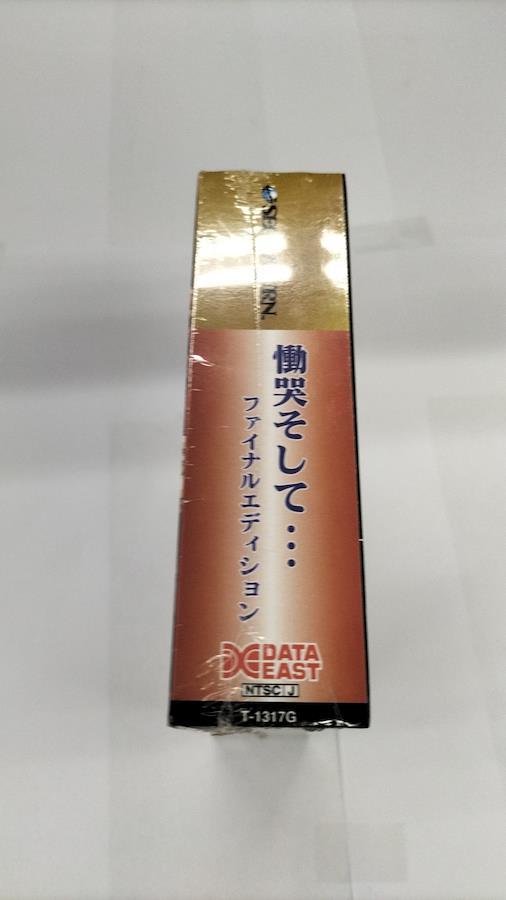 慟哭そして…
ファイナルエディション
DATA
EAST
NTSC J
T-1317G